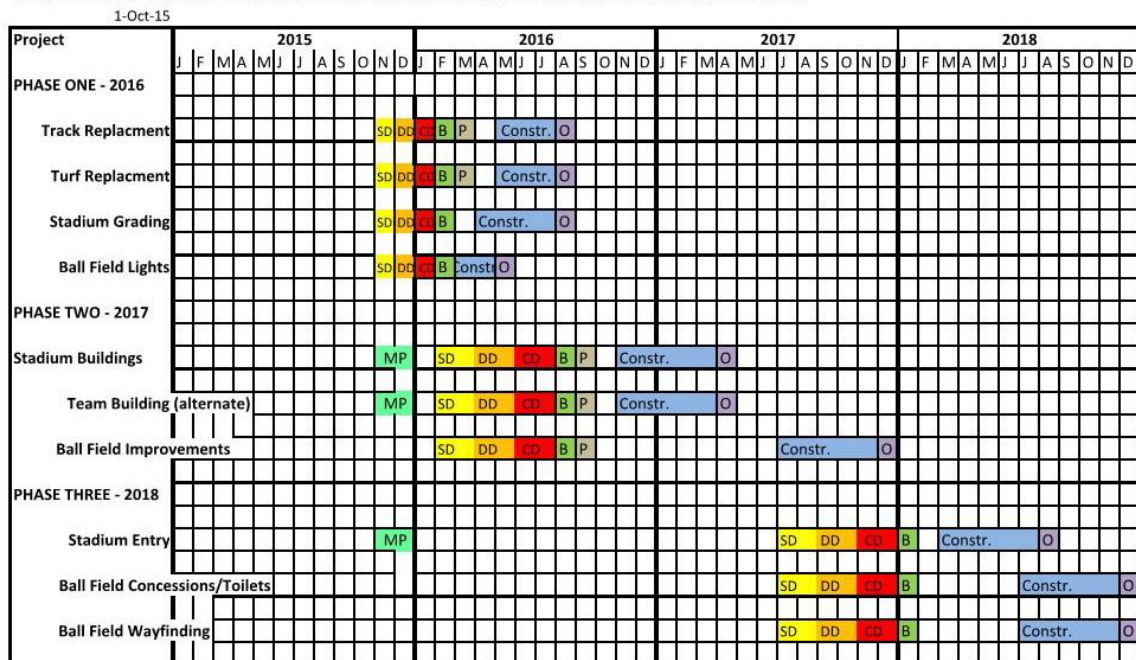 1-Oct-15
Project 2015 2016 2017 2018
J F M A M J J A S O N D J F M A M J J A S O N D J F M A M J J A S O N D J F M A M J J A S O N D
PHASE ONE - 2016
Track Replacment SD DD CD B P Constr. O
Turf Replacment SD DD CD B P Constr. O
Stadium Grading SD DD CD B Constr. O
Ball Field Lights SD DD CD B Constr O
PHASE TWO - 2017
Stadium Buildings MP SD DD CD B P Constr. O
Team Building (alternate) MP SD DD CD B P Constr. O
Ball Field Improvements SD DD CD B P Constr. O
PHASE THREE - 2018
Stadium Entry MP SD DD CD B Constr. O
Ball Field Concessions/Toilets SD DD CD B Constr. O
Ball Field Wayfinding SD DD CD B Constr. O